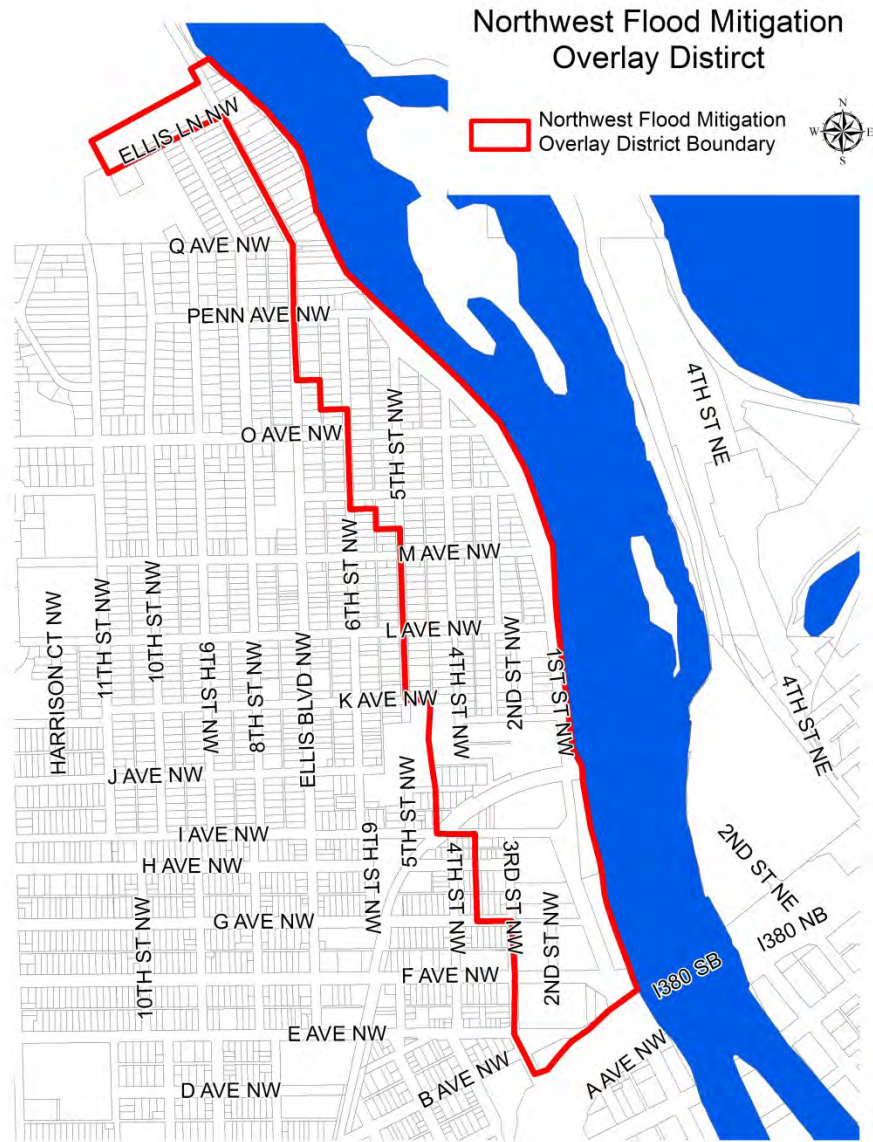 Northwest Flood Mitigation
Overlay Distirct
Northwest Flood Mitigation
Overlay District Boundary
N
W
E
S
ELLIS LN NW
Q AVE NW
PENN AVE NW
4TH ST NE
O AVE NW
5TH ST NW
M AVE NW
6TH ST NW
HARRISON CT NW
11TH ST NW
10TH ST NW
9TH ST NW
8TH ST NW
ELLIS BLVD NW
L AVE NW
4TH ST NW
2ND ST NW
1ST ST NW
K AVE NW
4TH ST NE
J AVE NW
5TH ST NW
I AVE NW
H AVE NW
6TH ST NW
4TH ST NW
3RD ST NW
2ND ST NE
G AVE NW
10TH ST NW
2ND ST NW
I380 NB
F AVE NW
I380 SB
E AVE NW
B AVE NW
A AVE NW
D AVE NW